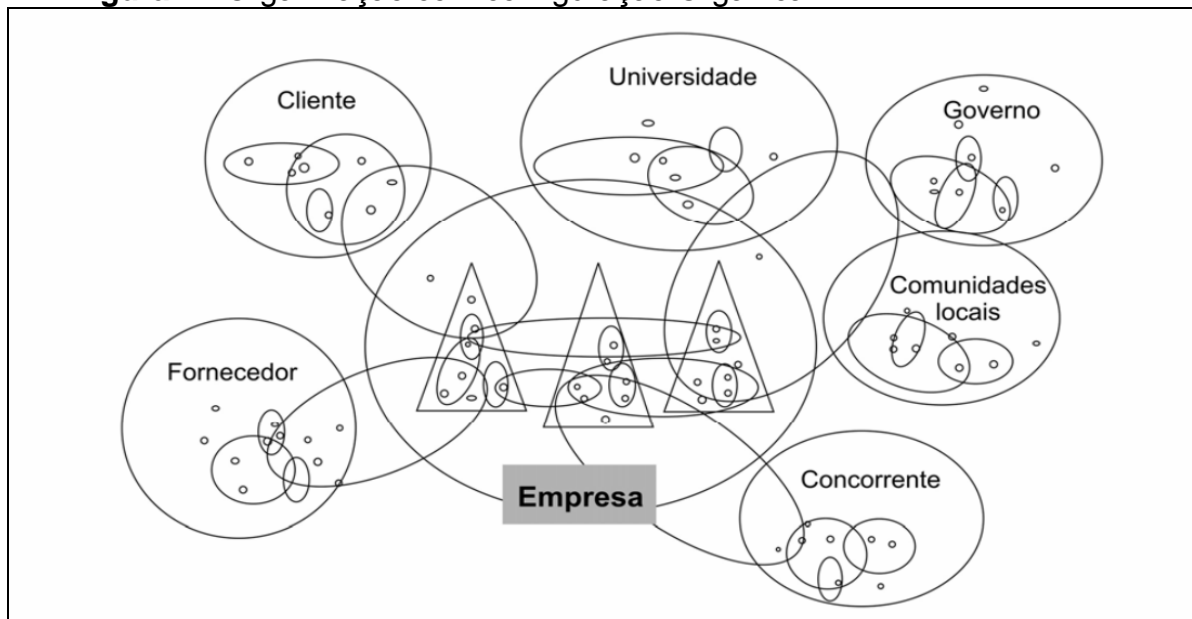 Cliente
Universidade
Governo
Comunidades
locais
Fornecedor
Concorrente
Empresa